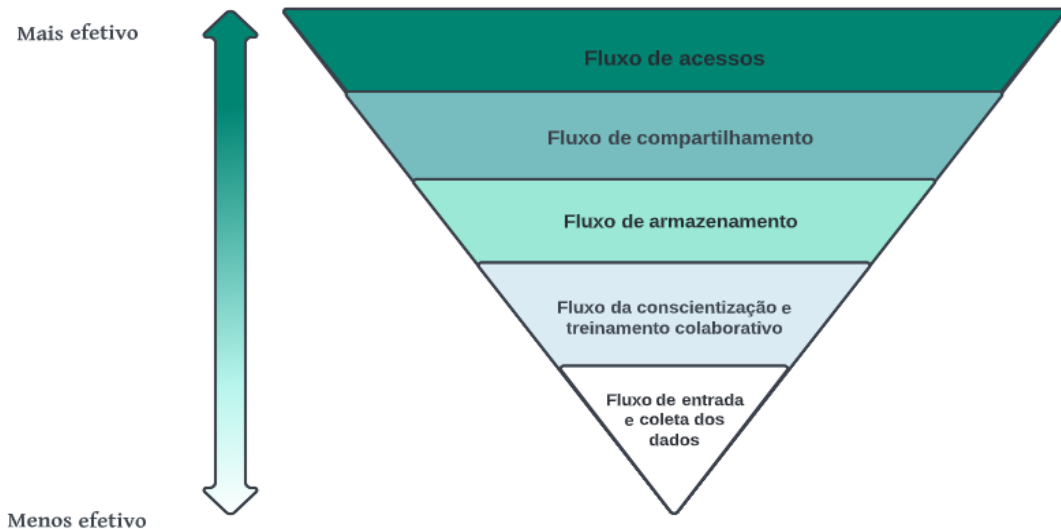 Mais efetivo
Fluxo de acessos
Fluxo de compartilhamento
Fluxo de armazenamento
Fluxo da conscientização e
treinamento colaborativo
Fluxo de entrada
e coleta dos
dados
Menos efetivo